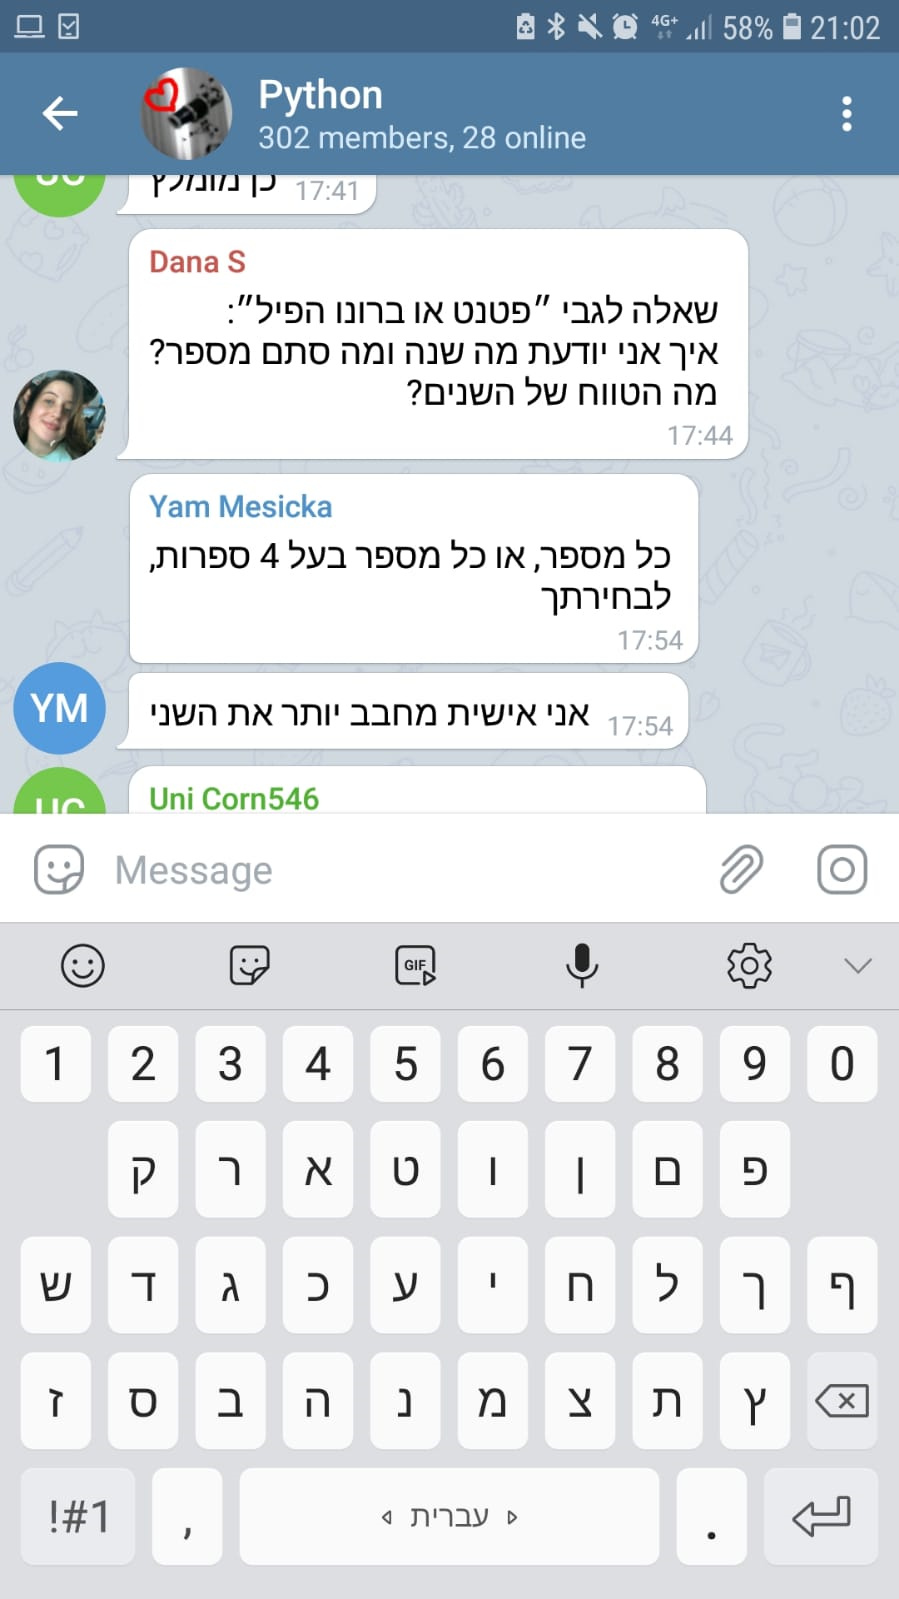 4G+ 58% 21:02
Python
302 members, 28 online
כן מומלץ 17:41
Dana S
שאלה לגבי ״פטנט או ברונו הפיל״:
איך אני יודעת מה שנה ומה סתם מספר?
מה הטווח של השנים?
17:44
Yam Mesicka
כל מספר, או כל מספר בעל 4 ספרות,
לבחירתך
17:54
YM
אני אישית מחבב יותר את השני 17:54
UC
Uni Corn546
Message
GIF
1 2 3 4 5 6 7 8 9 0
ק ר א ט ו ן ם פ
ש ד ג כ ע י ח ל ך ף
ז ס ב ה נ מ צ ת ץ
!#1 , עברית .